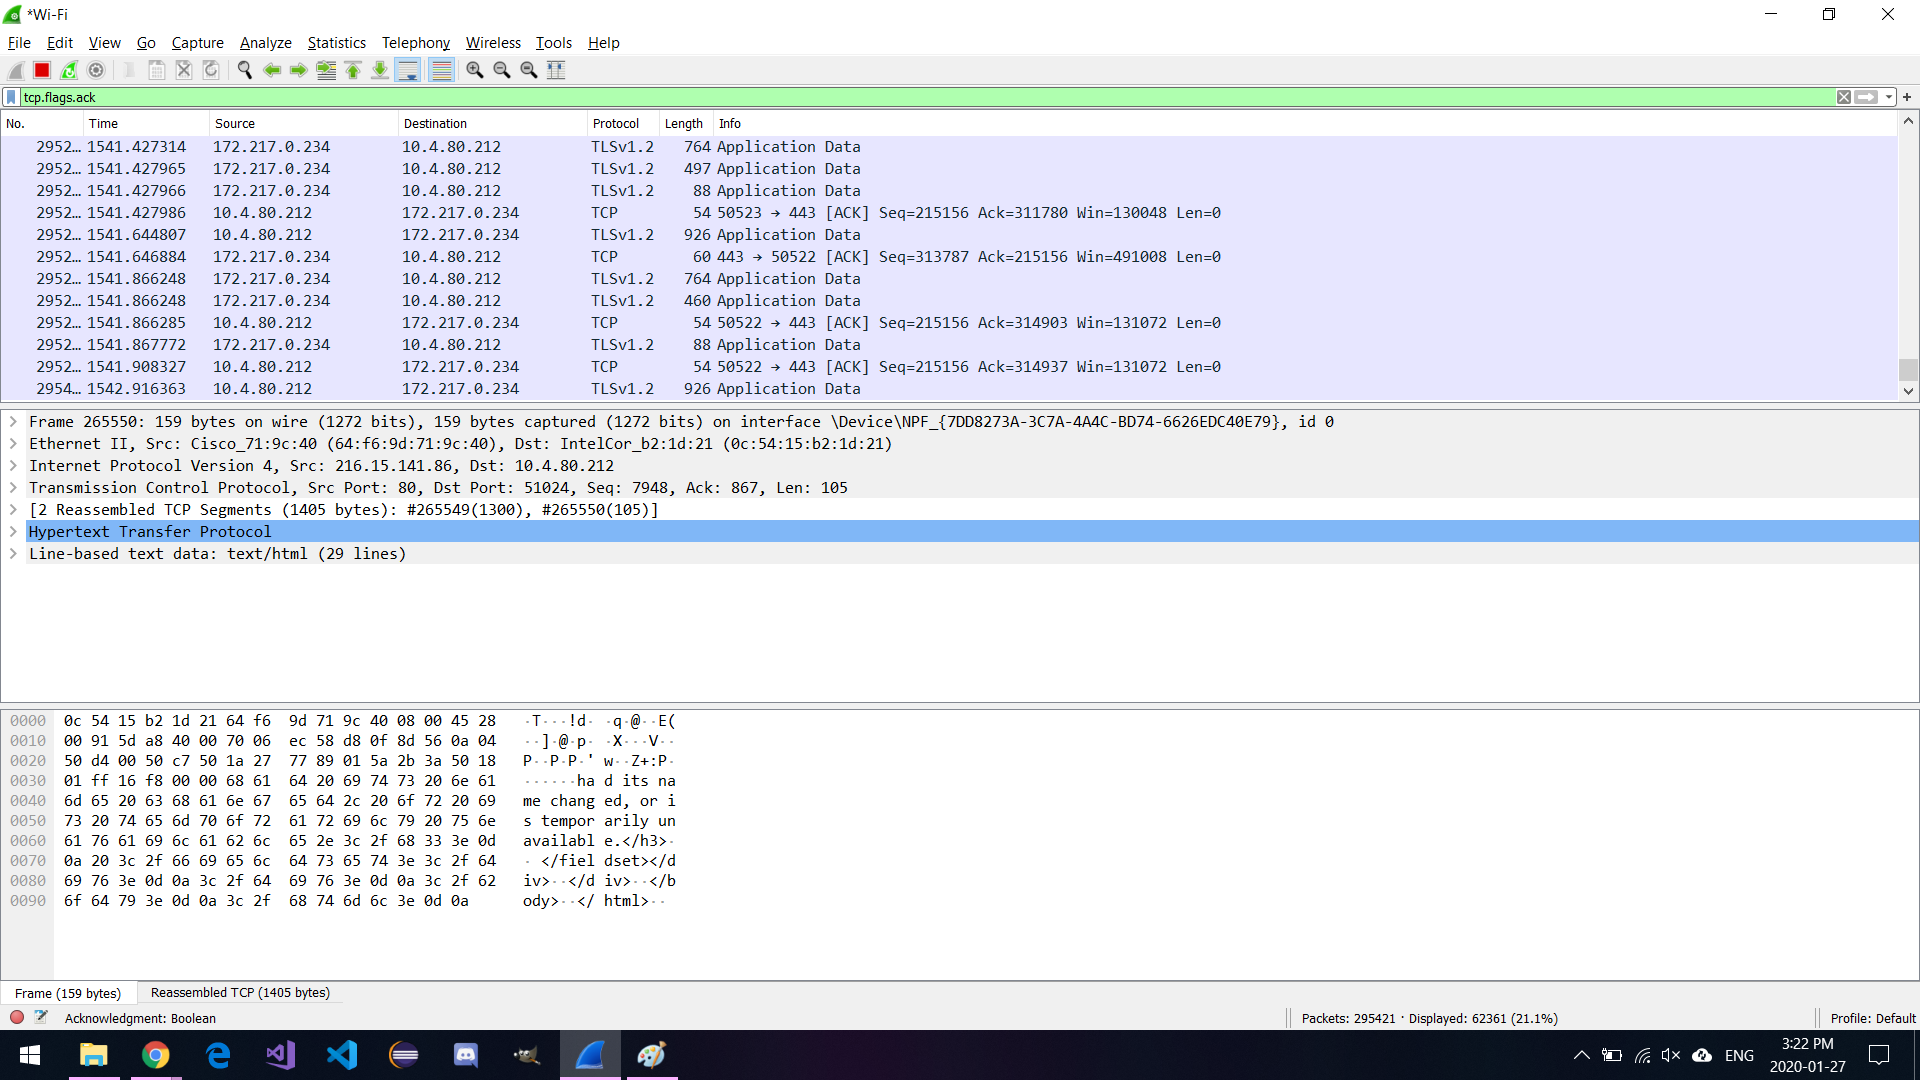 *Wi-Fi
File Edit View Go Capture Analyze Statistics Telephony Wireless Tools Help
tcp.flags.ack
No. Time Source Destination Protocol Length Info
2952… 1541.427314 172.217.0.234 10.4.80.212 TLSv1.2 764 Application Data
2952… 1541.427965 172.217.0.234 10.4.80.212 TLSv1.2 497 Application Data
2952… 1541.427966 172.217.0.234 10.4.80.212 TLSv1.2 88 Application Data
2952… 1541.427986 10.4.80.212 172.217.0.234 TCP 54 50523 → 443 [ACK] Seq=215156 Ack=311780 Win=130048 Len=0
2952… 1541.644807 10.4.80.212 172.217.0.234 TLSv1.2 926 Application Data
2952… 1541.646884 172.217.0.234 10.4.80.212 TCP 60 443 → 50522 [ACK] Seq=313787 Ack=215156 Win=491008 Len=0
2952… 1541.866248 172.217.0.234 10.4.80.212 TLSv1.2 764 Application Data
2952… 1541.866248 172.217.0.234 10.4.80.212 TLSv1.2 460 Application Data
2952… 1541.866285 10.4.80.212 172.217.0.234 TCP 54 50522 → 443 [ACK] Seq=215156 Ack=314903 Win=131072 Len=0
2952… 1541.867772 172.217.0.234 10.4.80.212 TLSv1.2 88 Application Data
2952… 1541.908327 10.4.80.212 172.217.0.234 TCP 54 50522 → 443 [ACK] Seq=215156 Ack=314937 Win=131072 Len=0
2954… 1542.916363 10.4.80.212 172.217.0.234 TLSv1.2 926 Application Data
Frame 265550: 159 bytes on wire (1272 bits), 159 bytes captured (1272 bits) on interface \Device\NPF_{7DD8273A-3C7A-4A4C-BD74-6626EDC40E79}, id 0
Ethernet II, Src: Cisco_71:9c:40 (64:f6:9d:71:9c:40), Dst: IntelCor_b2:1d:21 (0c:54:15:b2:1d:21)
Internet Protocol Version 4, Src: 216.15.141.86, Dst: 10.4.80.212
Transmission Control Protocol, Src Port: 80, Dst Port: 51024, Seq: 7948, Ack: 867, Len: 105
[2 Reassembled TCP Segments (1405 bytes): #265549(1300), #265550(105)]
Hypertext Transfer Protocol
Line-based text data: text/html (29 lines)
0000 0c 54 15 b2 1d 21 64 f6 9d 71 9c 40 08 00 45 28 ·T···!d· ·q·@··E(
0010 00 91 5d a8 40 00 70 06 ec 58 d8 0f 8d 56 0a 04 ··]·@·p· ·X···V··
0020 50 d4 00 50 c7 50 1a 27 77 89 01 5a 2b 3a 50 18 P··P·P·' w··Z+:P·
0030 01 ff 16 f8 00 00 68 61 64 20 69 74 73 20 6e 61 ······ha d its na
0040 6d 65 20 63 68 61 6e 67 65 64 2c 20 6f 72 20 69 me chang ed, or i
0050 73 20 74 65 6d 70 6f 72 61 72 69 6c 79 20 75 6e s tempor arily un
0060 61 76 61 69 6c 61 62 6c 65 2e 3c 2f 68 33 3e 0d availabl e.</h3>·
0070 0a 20 3c 2f 66 69 65 6c 64 73 65 74 3e 3c 2f 64 · </fiel dset></d
0080 69 76 3e 0d 0a 3c 2f 64 69 76 3e 0d 0a 3c 2f 62 iv>··</d iv>··</b
0090 6f 64 79 3e 0d 0a 3c 2f 68 74 6d 6c 3e 0d 0a ody>··</ html>··
Frame (159 bytes) Reassembled TCP (1405 bytes)
Acknowledgment: Boolean Packets: 295421 · Displayed: 62361 (21.1%) Profile: Default
ENG 3:22 PM
2020-01-27